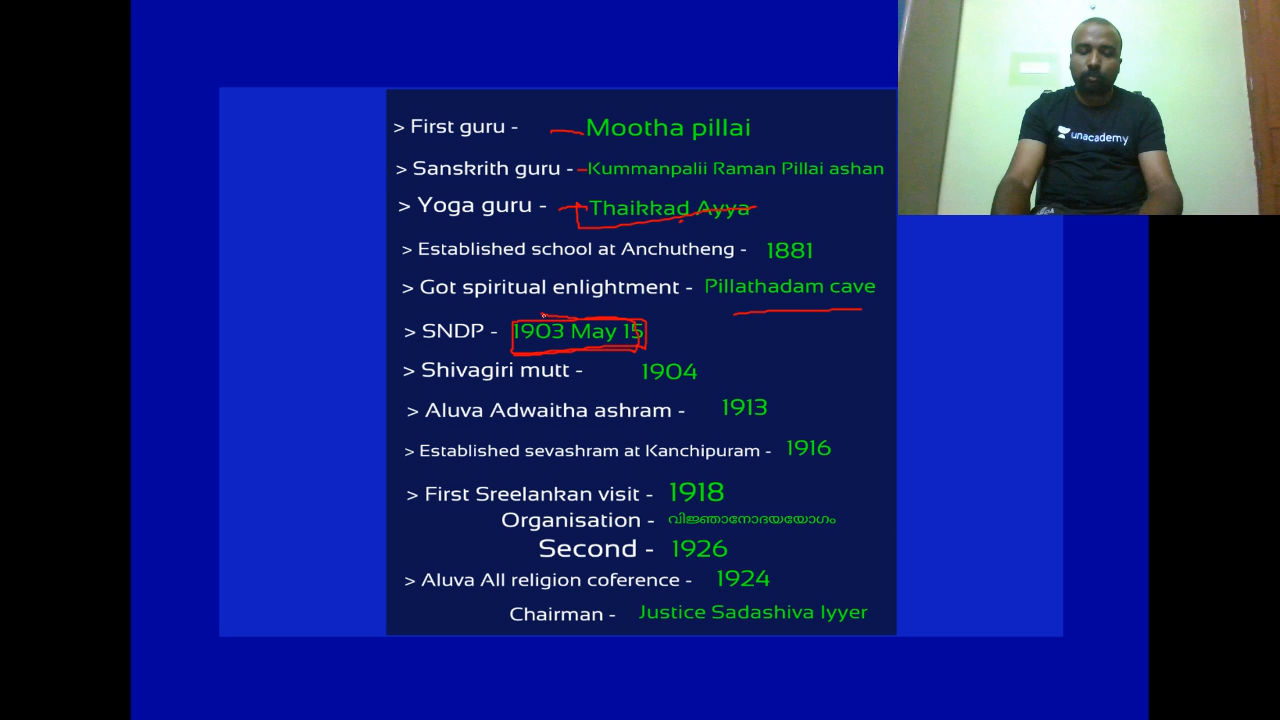 > First guru - Mootha pillai
unacademy
> Sanskrith guru - Kummanpalii Raman Pillai ashan
> Yoga guru - Thaikkad Ayya
> Established school at Anchutheng - 1881
> Got spiritual enlightment - Pillathadam cave
> SNDP - 1903 May 15
> Shivagiri mutt - 1904
> Aluva Adwaitha ashram - 1913
> Established sevashram at Kanchipuram - 1916
> First Sreelankan visit - 1918
Organisation - വിജ്ഞാനോദയയോഗം
Second - 1926
> Aluva All religion coference - 1924
Chairman - Justice Sadashiva Iyyer